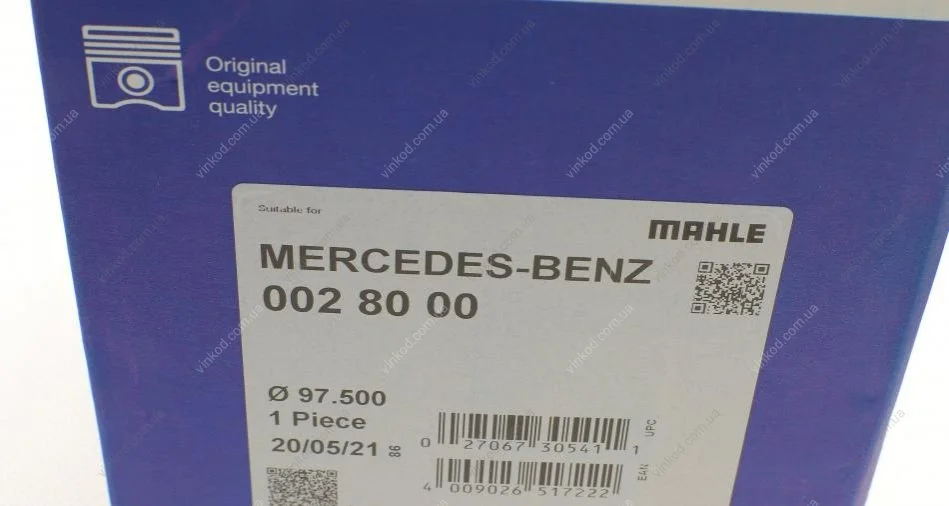 Original
equipment
quality
Suitable for
MAHLE
MERCEDES-BENZ
002 80 00
Ø 97.500
1 Piece
20/05/21 86
0 27067 30541 1 UPC
4 009026 517222 EAN
vinkod.com.ua